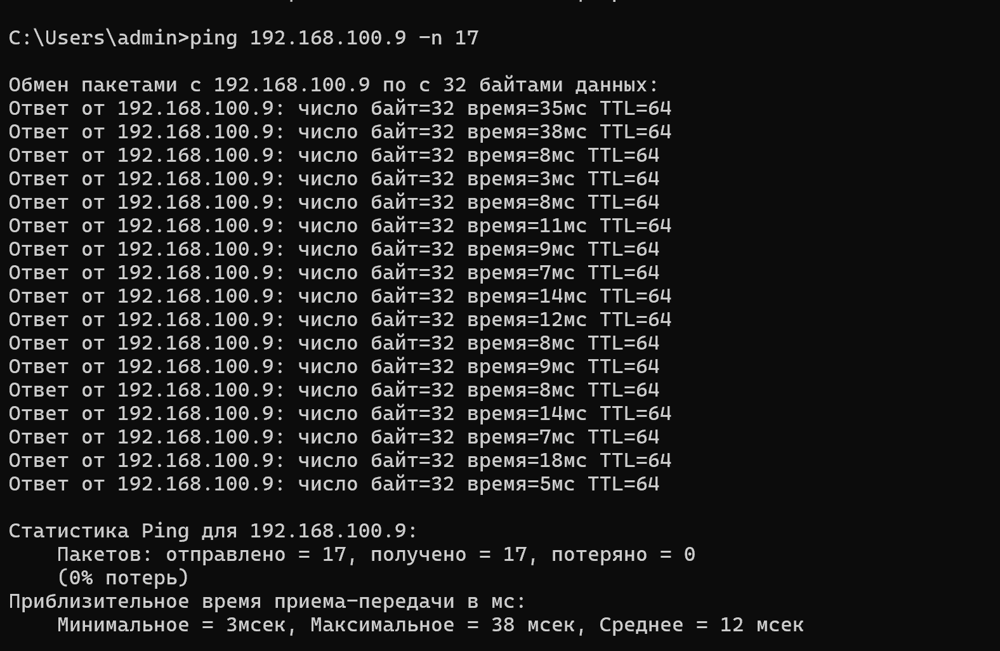 C:\Users\admin>ping 192.168.100.9 -n 17
Обмен пакетами с 192.168.100.9 по с 32 байтами данных:
Ответ от 192.168.100.9: число байт=32 время=35мс TTL=64
Ответ от 192.168.100.9: число байт=32 время=38мс TTL=64
Ответ от 192.168.100.9: число байт=32 время=8мс TTL=64
Ответ от 192.168.100.9: число байт=32 время=3мс TTL=64
Ответ от 192.168.100.9: число байт=32 время=8мс TTL=64
Ответ от 192.168.100.9: число байт=32 время=11мс TTL=64
Ответ от 192.168.100.9: число байт=32 время=9мс TTL=64
Ответ от 192.168.100.9: число байт=32 время=7мс TTL=64
Ответ от 192.168.100.9: число байт=32 время=14мс TTL=64
Ответ от 192.168.100.9: число байт=32 время=12мс TTL=64
Ответ от 192.168.100.9: число байт=32 время=8мс TTL=64
Ответ от 192.168.100.9: число байт=32 время=9мс TTL=64
Ответ от 192.168.100.9: число байт=32 время=8мс TTL=64
Ответ от 192.168.100.9: число байт=32 время=14мс TTL=64
Ответ от 192.168.100.9: число байт=32 время=7мс TTL=64
Ответ от 192.168.100.9: число байт=32 время=18мс TTL=64
Ответ от 192.168.100.9: число байт=32 время=5мс TTL=64
Статистика Ping для 192.168.100.9:
Пакетов: отправлено = 17, получено = 17, потеряно = 0
(0% потерь)
Приблизительное время приема-передачи в мс:
Минимальное = 3мсек, Максимальное = 38 мсек, Среднее = 12 мсек